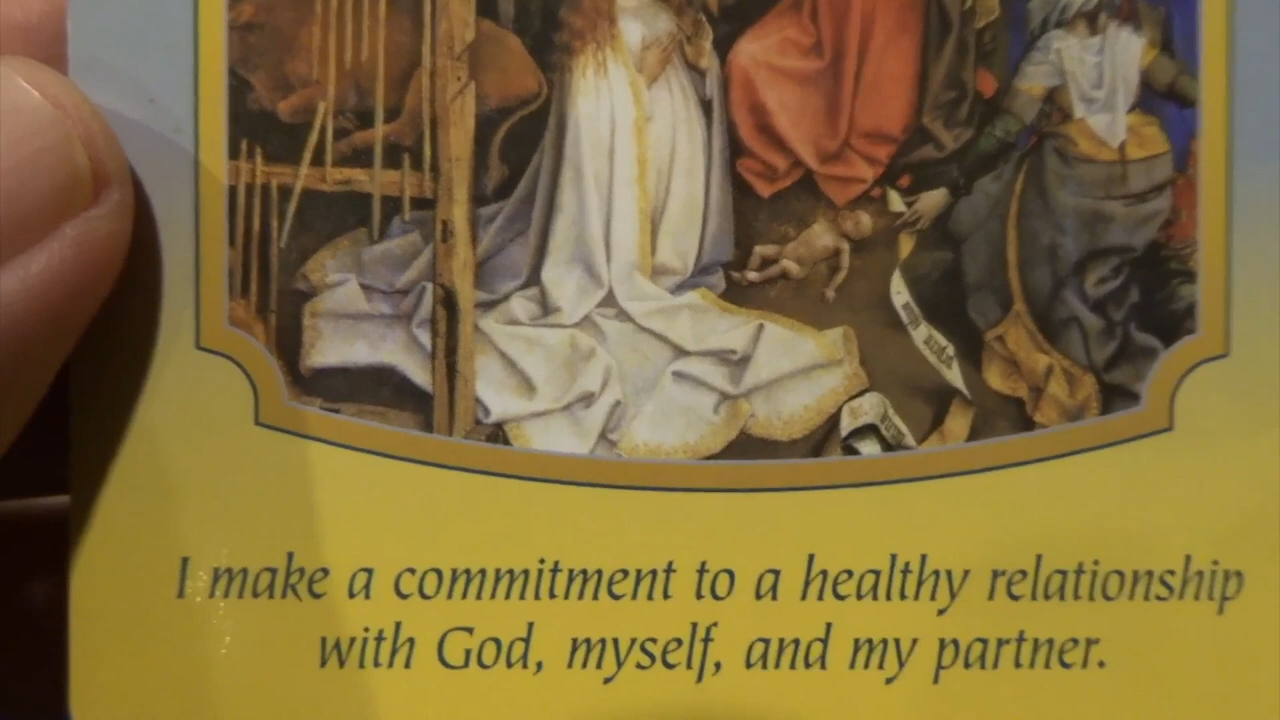 I make a commitment to a healthy relationship
with God, myself, and my partner.